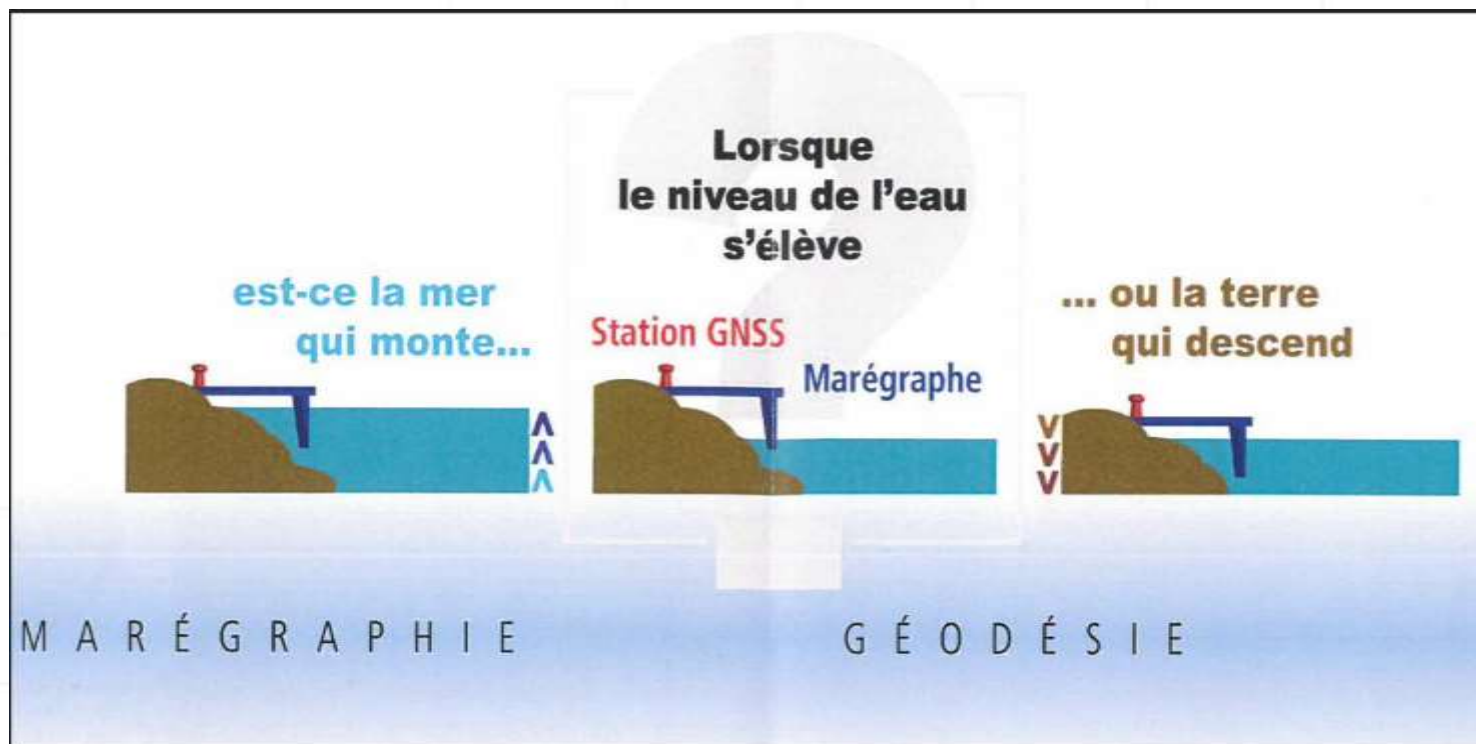 Lorsque
le niveau de l'eau
s'élève
est-ce la mer
qui monte...
Station GNSS
Marégraphe
... ou la terre
qui descend
MARÉGRAPHIE
GÉODÉSIE